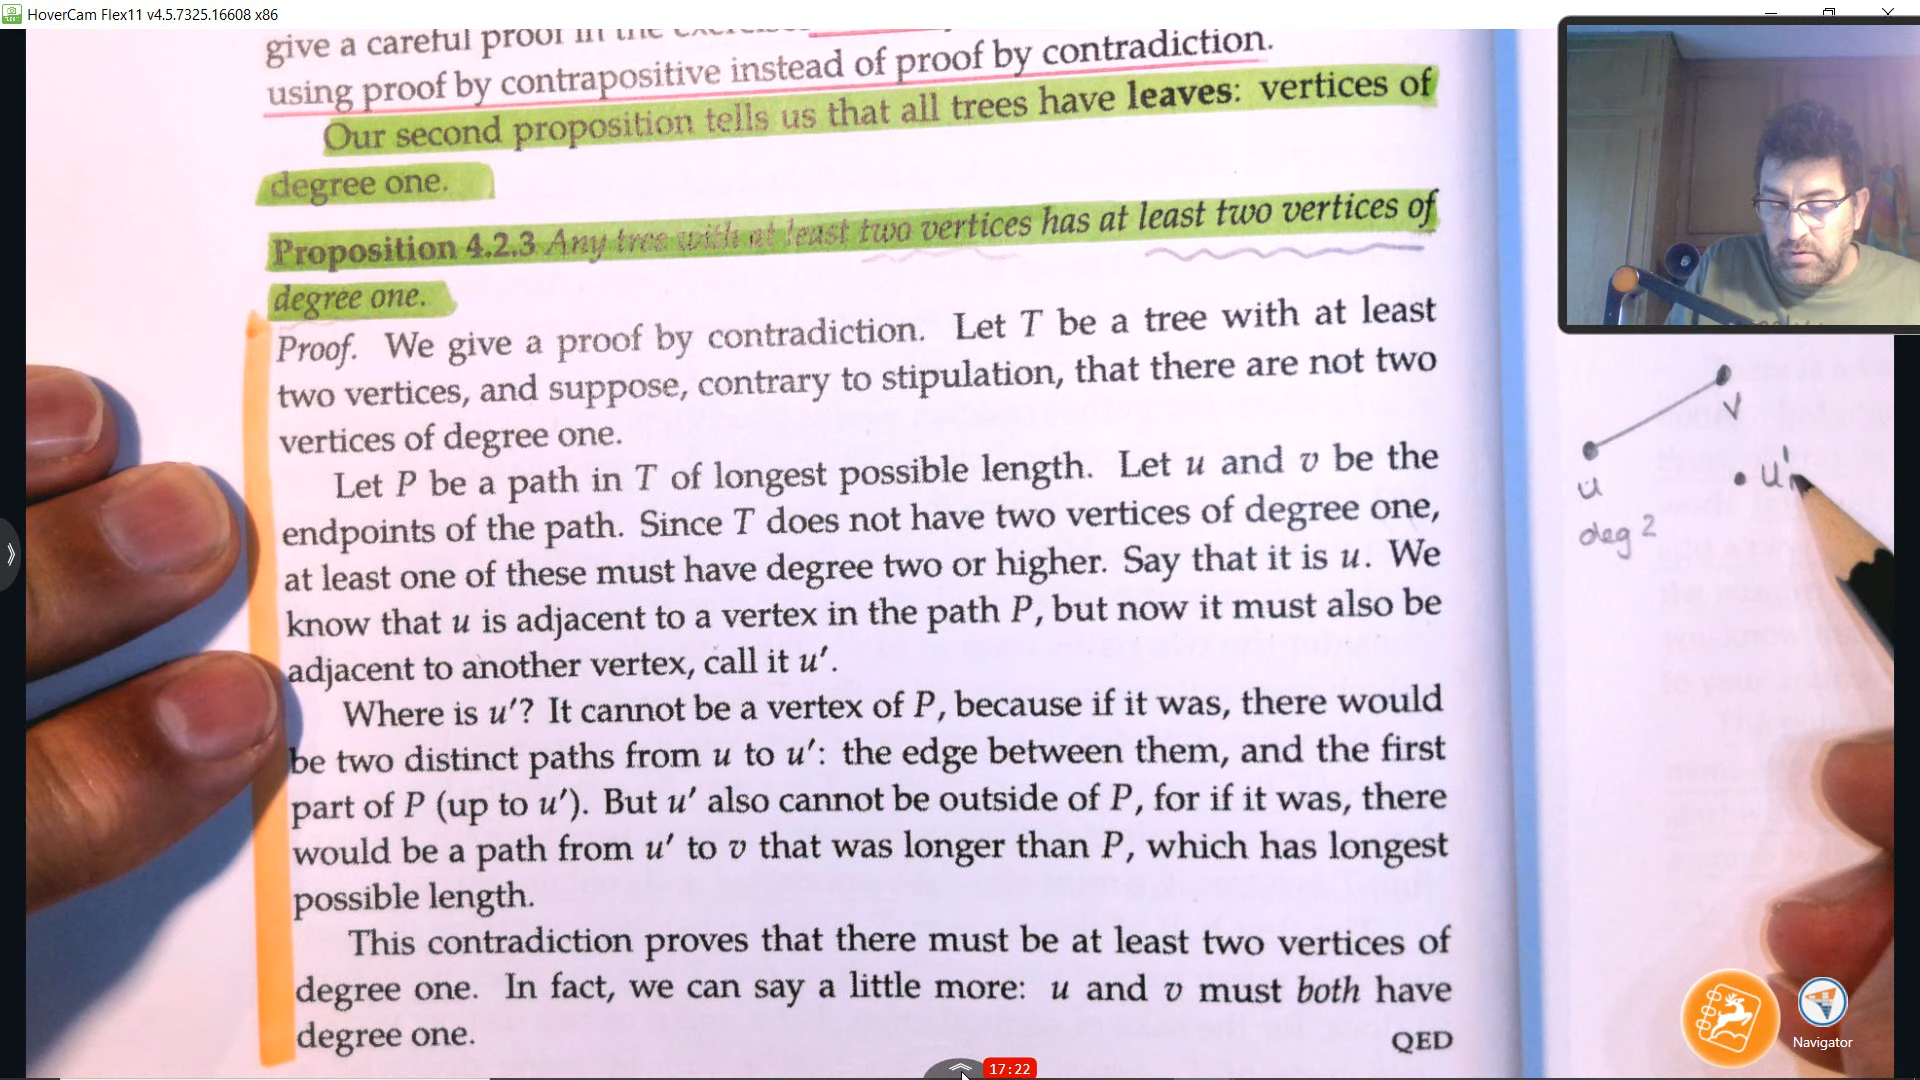 HoverCam Flex11 v4.5.7325.16608 x86
give a careful proof in the
using proof by contrapositive instead of proof by contradiction.
Our second proposition tells us that all trees have leaves: vertices of
degree one.
Proposition 4.2.3 Any tree with at least two vertices has at least two vertices of
degree one.
Proof. We give a proof by contradiction. Let T be a tree with at least
two vertices, and suppose, contrary to stipulation, that there are not two
vertices of degree one.
Let P be a path in T of longest possible length. Let u and v be the
endpoints of the path. Since T does not have two vertices of degree one,
at least one of these must have degree two or higher. Say that it is u. We
know that u is adjacent to a vertex in the path P, but now it must also be
adjacent to another vertex, call it u′.
Where is u′? It cannot be a vertex of P, because if it was, there would
be two distinct paths from u to u′: the edge between them, and the first
part of P (up to u′). But u′ also cannot be outside of P, for if it was, there
would be a path from u′ to v that was longer than P, which has longest
possible length.
This contradiction proves that there must be at least two vertices of
degree one. In fact, we can say a little more: u and v must both have
degree one.
QED
v
u'
u
deg 2
Navigator
17:22